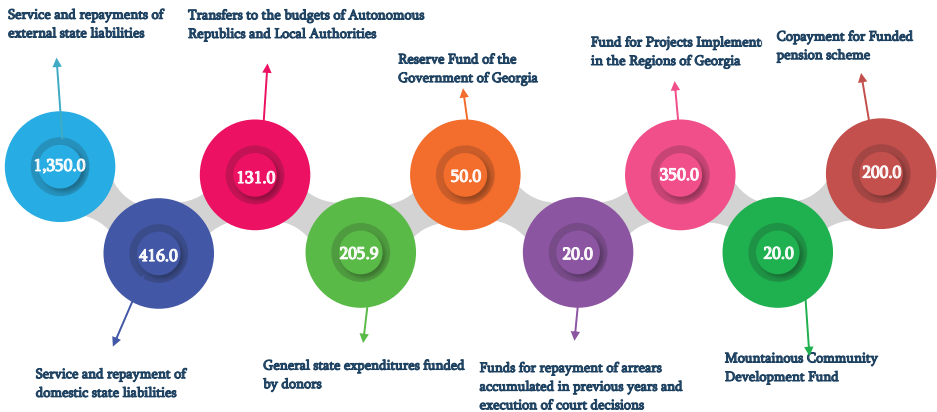 Service and repayments of
external state liabilities
Transfers to the budgets of Autonomous
Republics and Local Authorities
Reserve Fund of the
Government of Georgia
Fund for Projects Implement
in the Regions of Georgia
Copayment for Funded
pension scheme
1,350.0
131.0
50.0
350.0
200.0
416.0
205.9
20.0
20.0
Service and repayment of
domestic state liabilities
General state expenditures funded
by donors
Funds for repayment of arrears
accumulated in previous years and
execution of court decisions
Mountainous Community
Development Fund